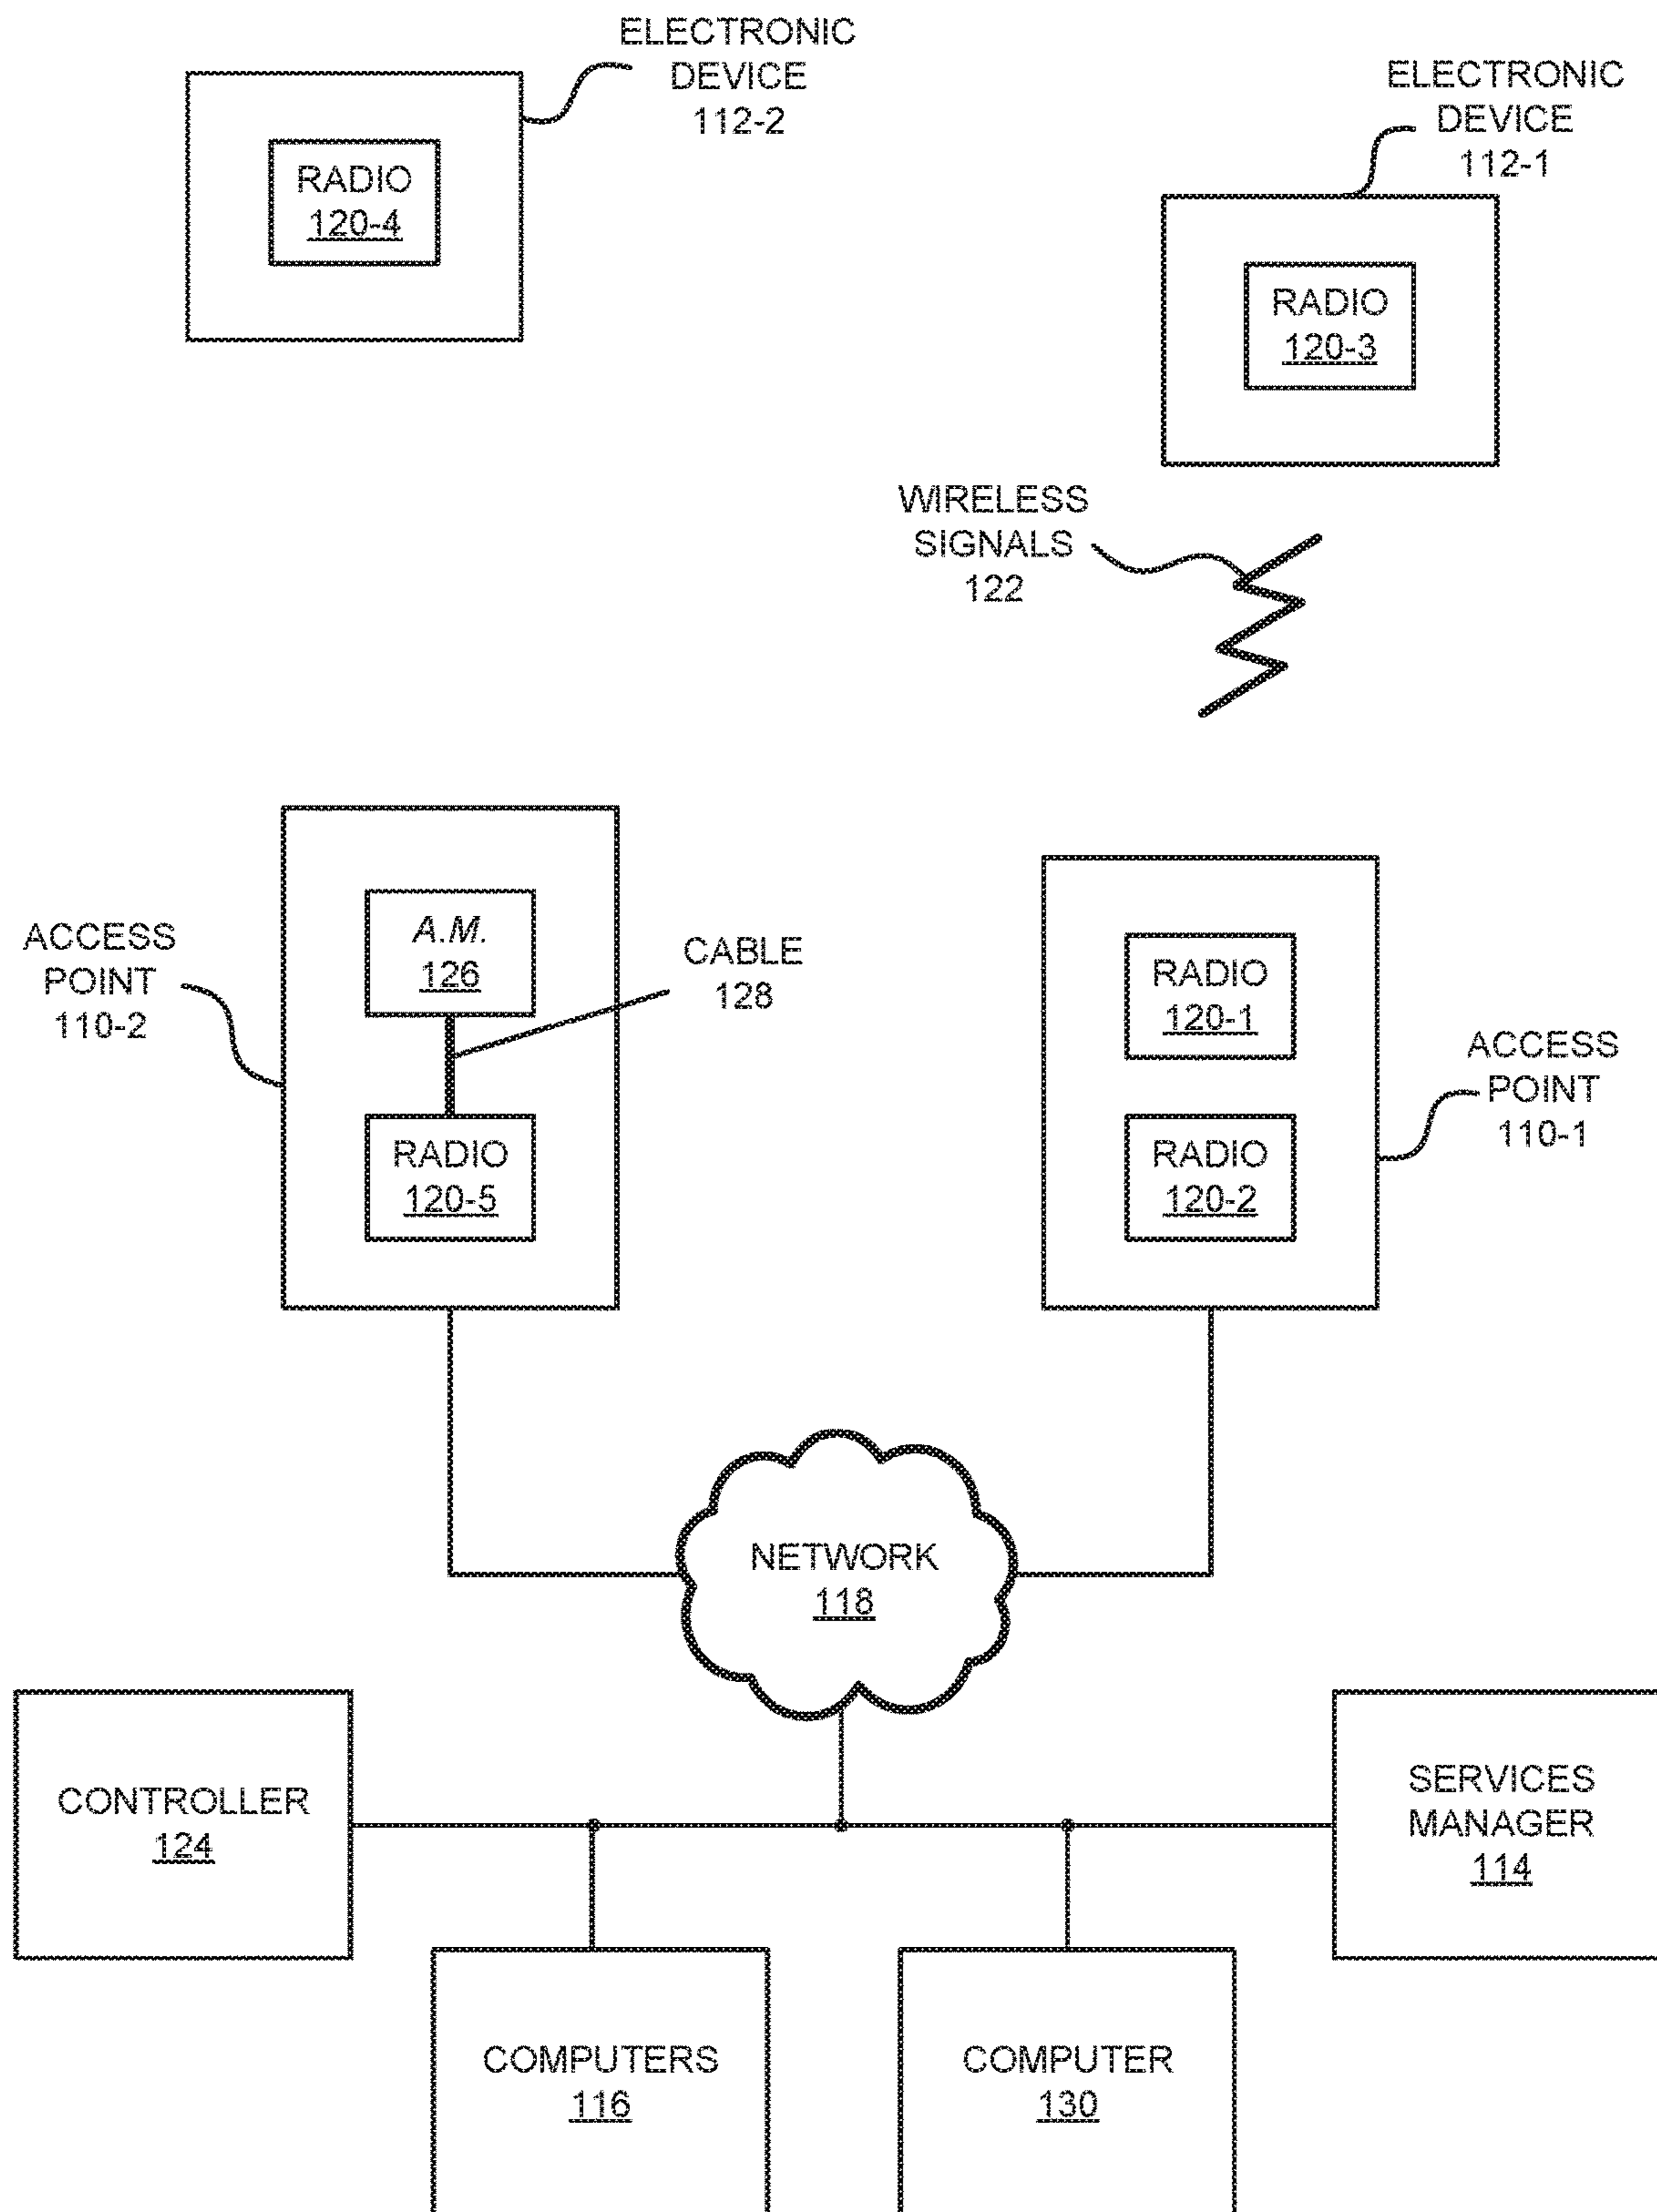 ELECTRONIC
DEVICE
112-2
RADIO
120-4
ELECTRONIC
DEVICE
112-1
RADIO
120-3
WIRELESS
SIGNALS
122
ACCESS
POINT
110-2
A.M.
126
CABLE
128
RADIO
120-5
RADIO
120-1
RADIO
120-2
ACCESS
POINT
110-1
NETWORK
118
CONTROLLER
124
SERVICES
MANAGER
114
COMPUTERS
116
COMPUTER
130